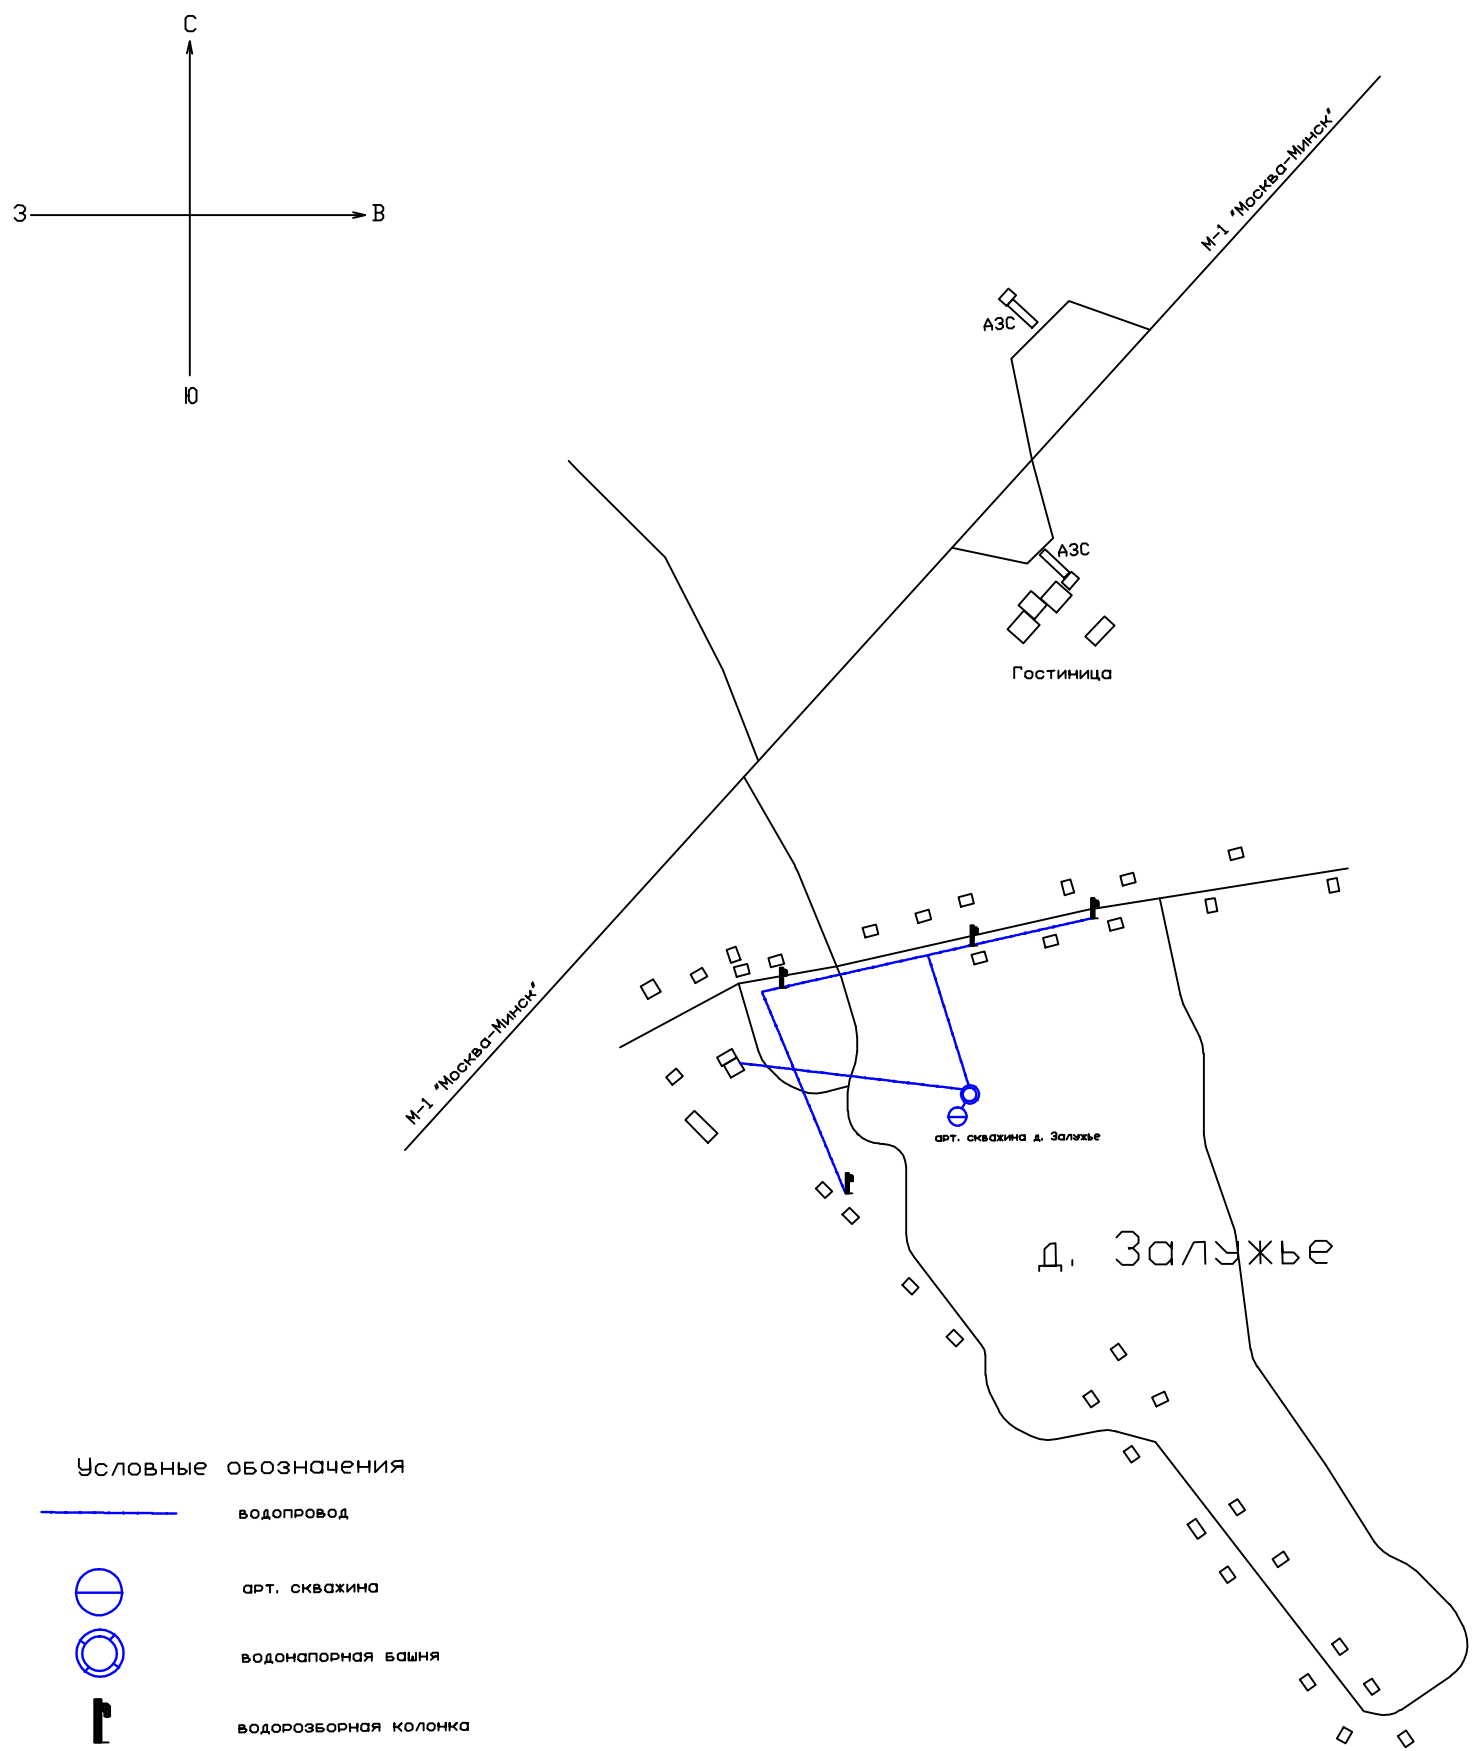 С
З
В
Ю
М-1 "Москва-Минск"
АЗС
АЗС
Гостиница
М-1 "Москва-Минск"
арт. скважина д. Залужье
д. Залужье
Условные обозначения
водопровод
арт. скважина
водонапорная башня
водорозборная колонка